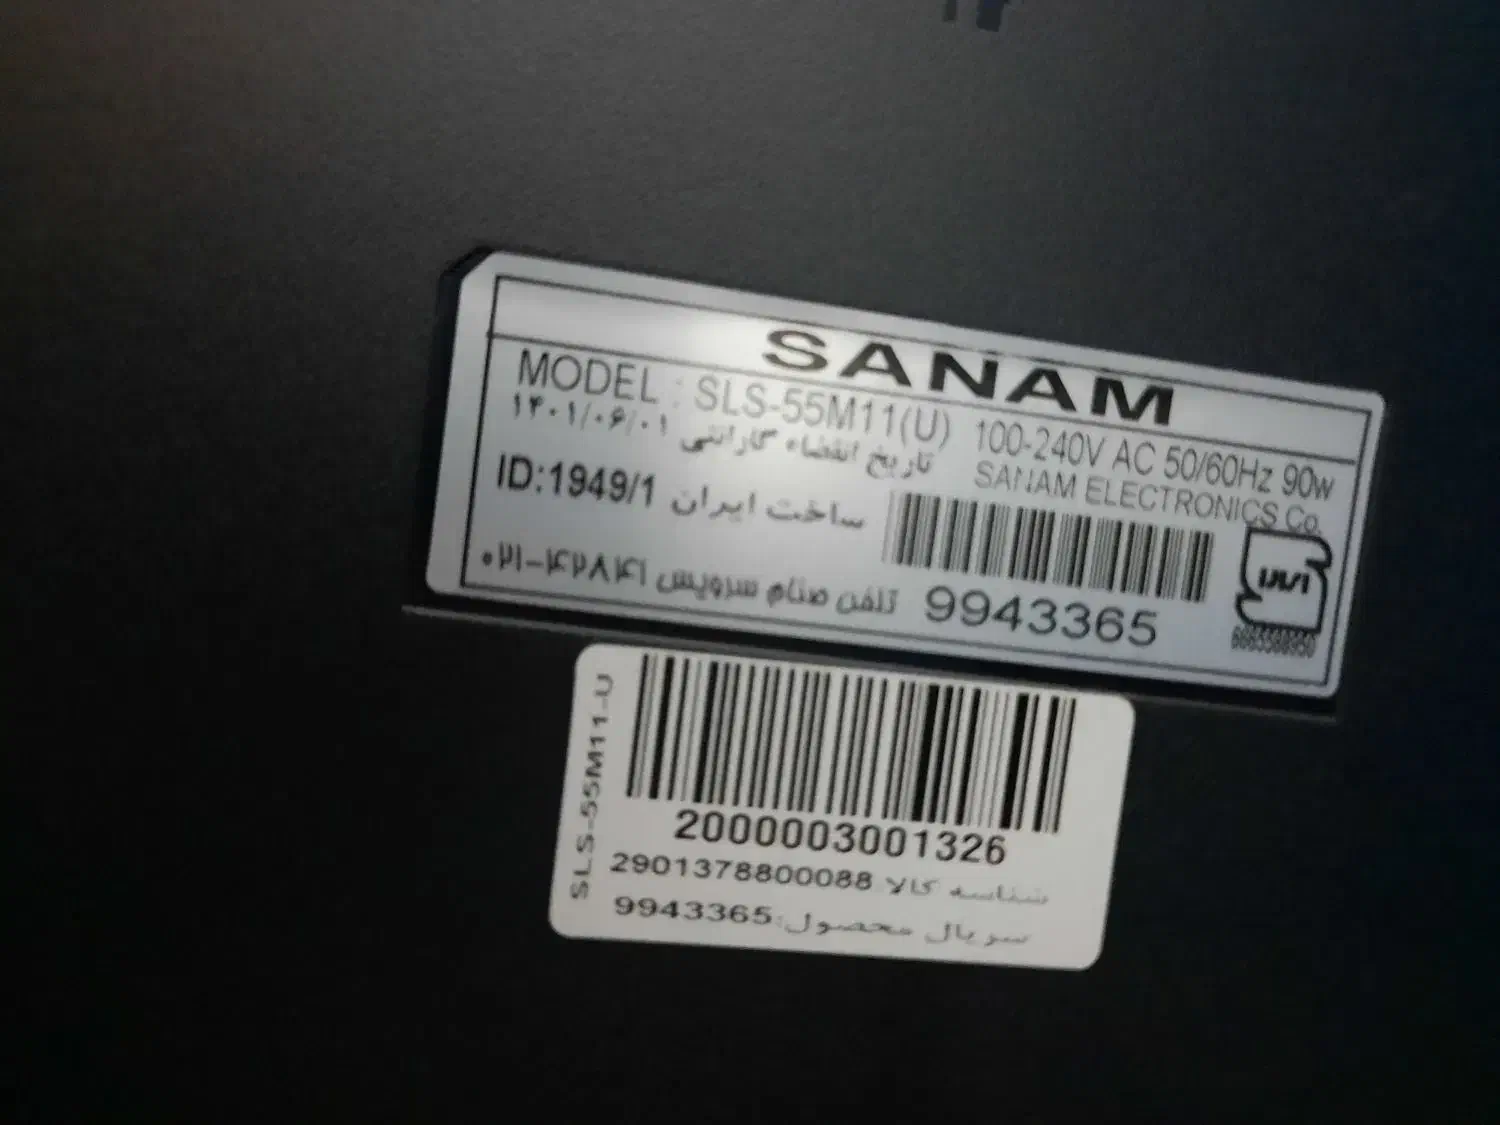 SANAM
MODEL : SLS-55M11(U) 100-240V AC 50/60Hz 90w
تاریخ انقضاء گارانتی ۱۴۰۱/۰۶/۰۱
SANAM ELECTRONICS Co.
ID:1949/1 ساخت ایران
تلفن صنام سرویس ۰۲۱-۴۲۸۴۱
9943365
SLS-55M11-U
2000003001326
شناسه کالا: 2901378800088
سریال محصول: 9943365